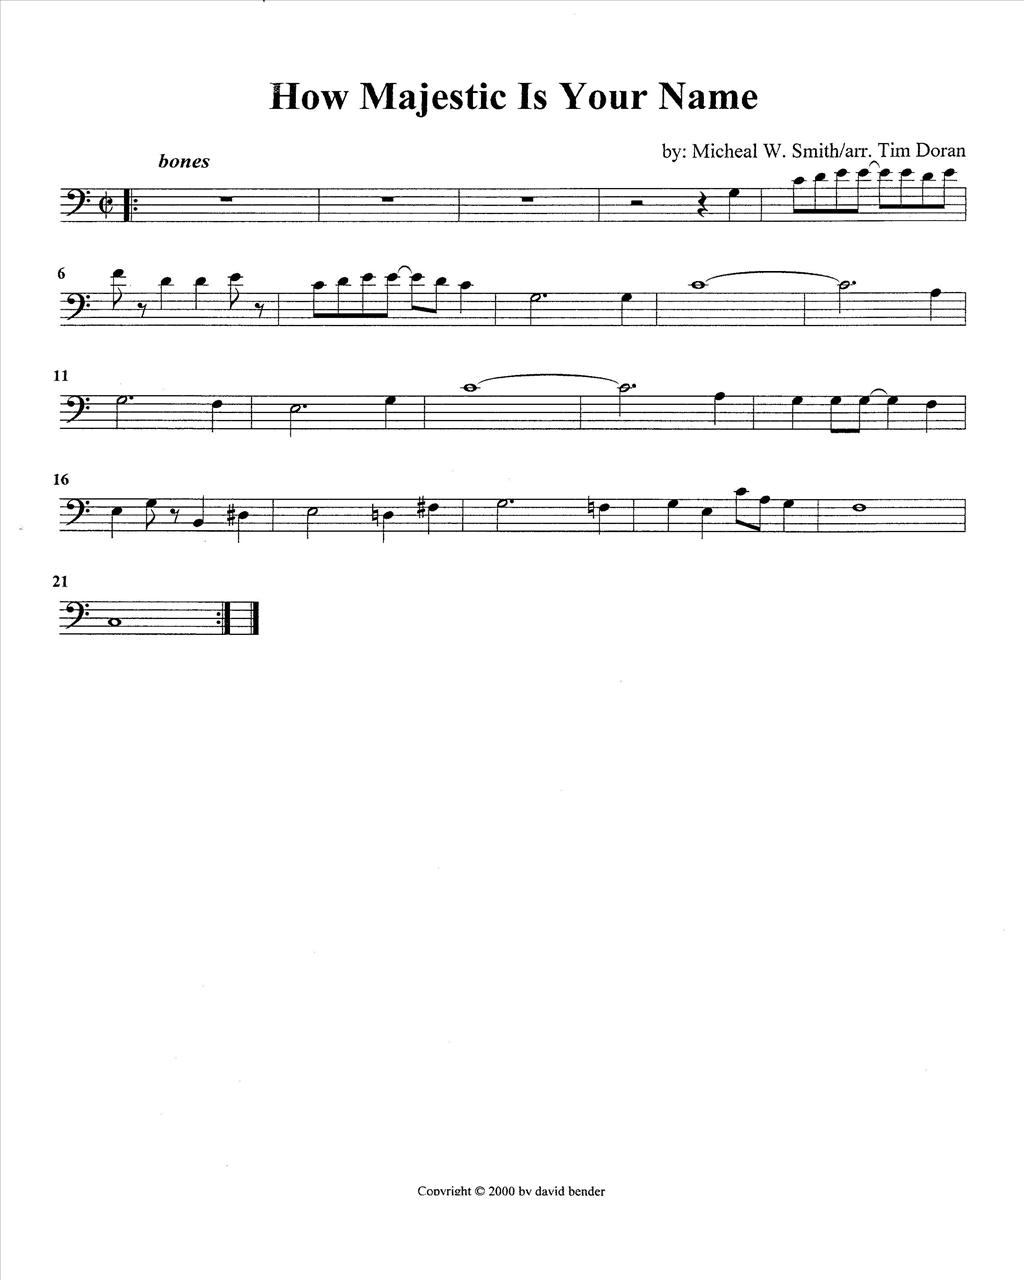 How Majestic Is Your Name
bones
by: Micheal W. Smith/arr. Tim Doran
6
11
16
21
Copyright © 2000 by david bender